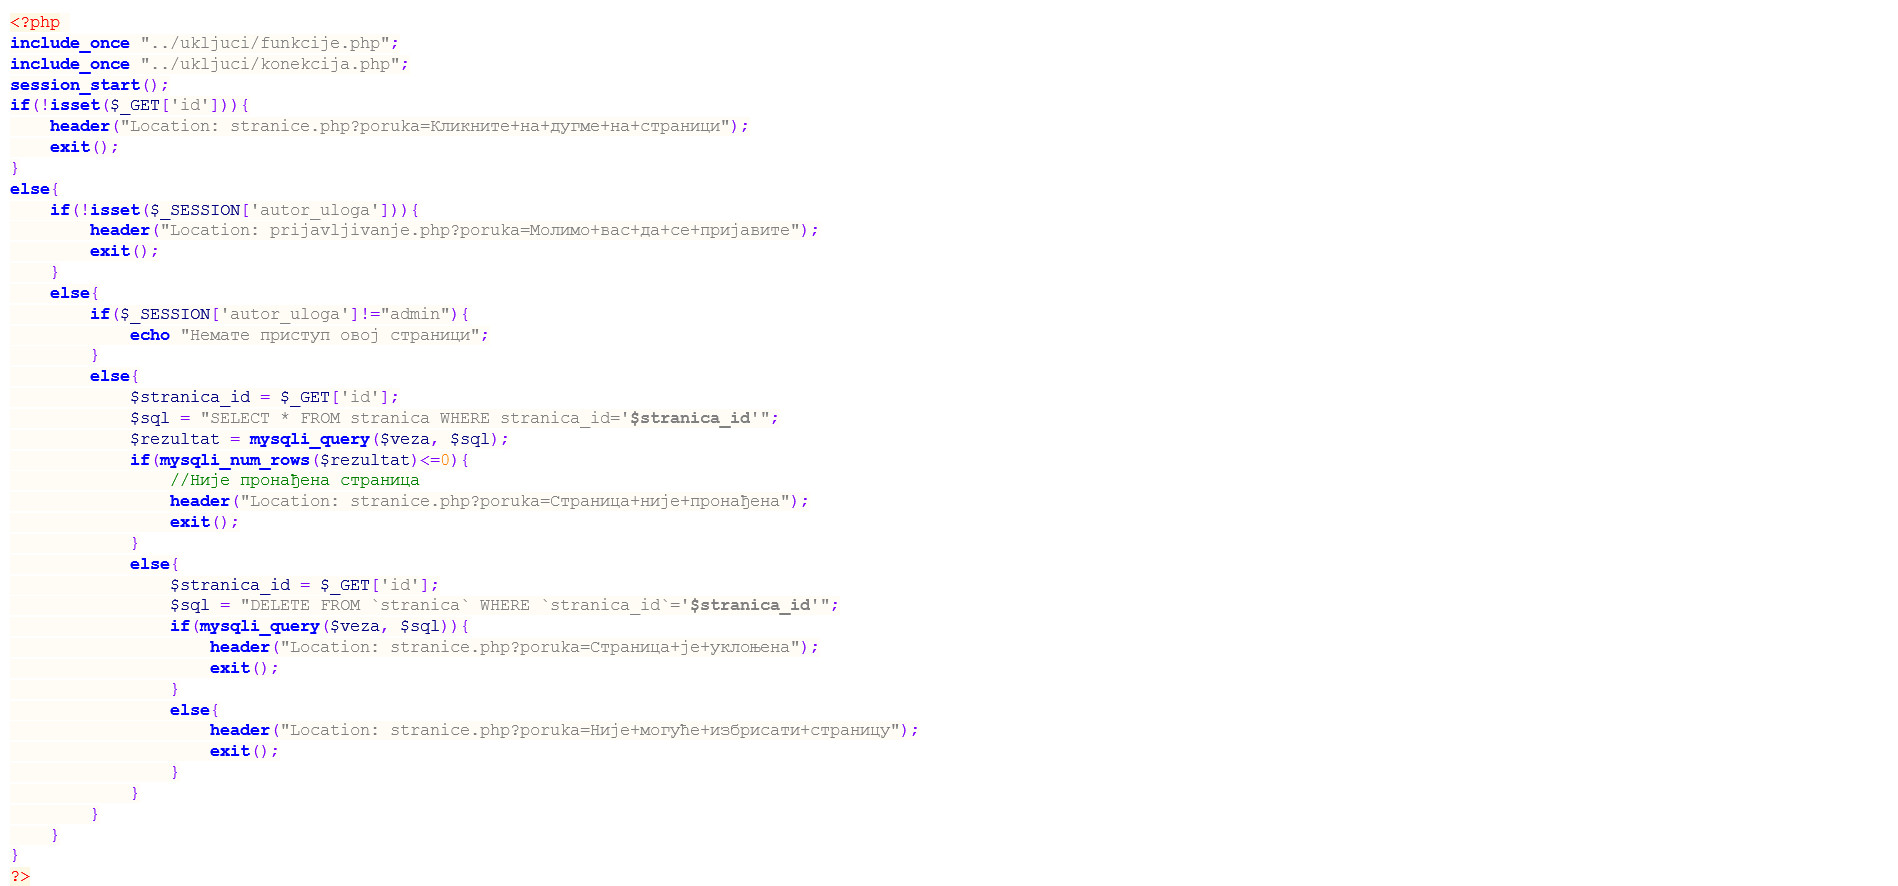 <?php
include_once "../ukljuci/funkcije.php";
include_once "../ukljuci/konekcija.php";
session_start();
if(!isset($_GET['id'])){
    header("Location: stranice.php?poruka=Кликните+на+дугме+на+страници");
    exit();
}
else{
    if(!isset($_SESSION['autor_uloga'])){
        header("Location: prijavljivanje.php?poruka=Молимо+вас+да+се+пријавите");
        exit();
    }
    else{
        if($_SESSION['autor_uloga']!="admin"){
            echo "Немате приступ овој страници";
        }
        else{
            $stranica_id = $_GET['id'];
            $sql = "SELECT * FROM stranica WHERE stranica_id='$stranica_id'";
            $rezultat = mysqli_query($veza, $sql);
            if(mysqli_num_rows($rezultat)<=0){
                //Није пронађена страница
                header("Location: stranice.php?poruka=Страница+није+пронађена");
                exit();
            }
            else{
                $stranica_id = $_GET['id'];
                $sql = "DELETE FROM `stranica` WHERE `stranica_id`='$stranica_id'";
                if(mysqli_query($veza, $sql)){
                    header("Location: stranice.php?poruka=Страница+је+уклоњена");
                    exit();
                }
                else{
                    header("Location: stranice.php?poruka=Није+могуће+избрисати+страницу");
                    exit();
                }
            }
        }
    }
}
?>